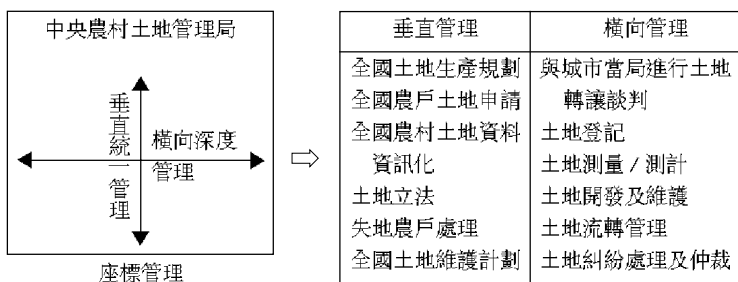 中央農村土地管理局
垂直統一管理
橫向深度
管理
座標管理
垂直管理
全國土地生產規劃
全國農戶土地申請
全國農村土地資料
資訊化
土地立法
失地農戶處理
全國土地維護計劃
橫向管理
與城市當局進行土地
轉讓談判
土地登記
土地測量/測計
土地開發及維護
土地流轉管理
土地糾紛處理及仲裁